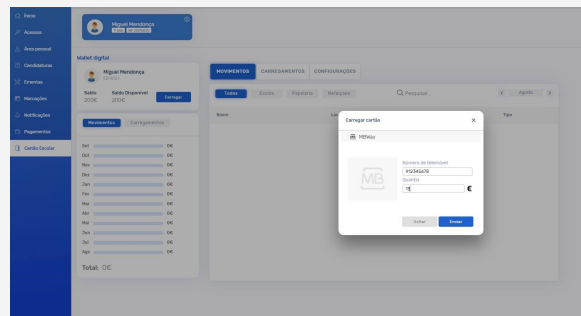 Início
Acessos
Área pessoal
Candidaturas
Ementas
Marcações
Notificações
Pagamentos
Cartão Escolar
Miguel Mendonça
Wallet digital
Miguel Mendonça
Saldo
200€
Saldo Disponível
200€
Carregar
Movimentos
Carregamentos
Set 0€
Out 0€
Nov 0€
Dez 0€
Jan 0€
Fev 0€
Mar 0€
Abr 0€
Mai 0€
Jun 0€
Jul 0€
Ago 0€
Total: 0€
MOVIMENTOS
CARREGAMENTOS
CONFIGURAÇÕES
Todas
Escola
Papelaria
Refeições
Pesquisar...
Agosto
Nome
Tipo
Carregar cartão
MBWay
MB
Número de telemóvel
912345678
Quantia
15
€
Voltar
Enviar